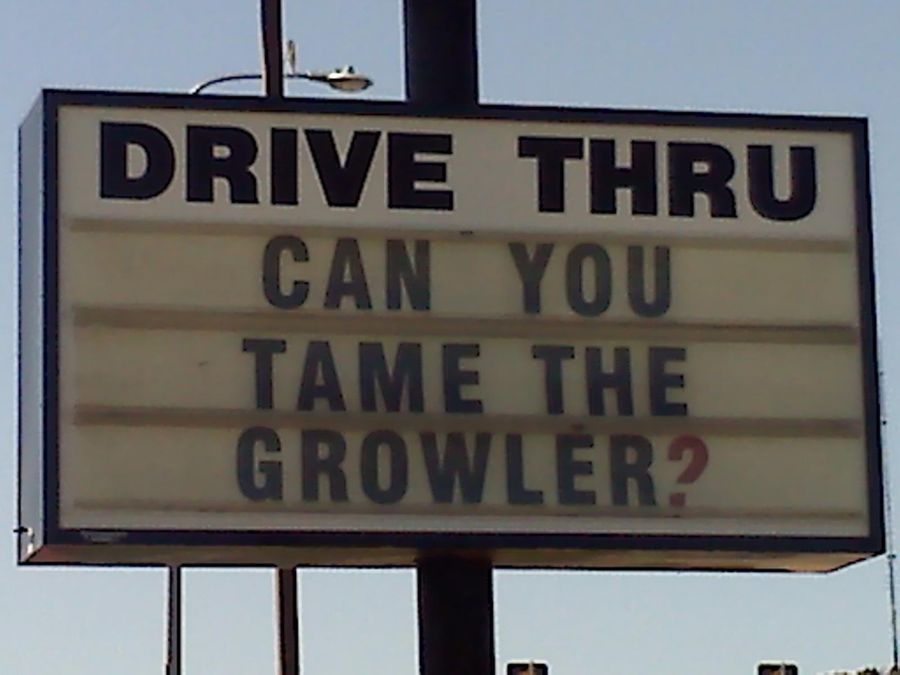 DRIVE THRU
CAN YOU
TAME THE
GROWLER?